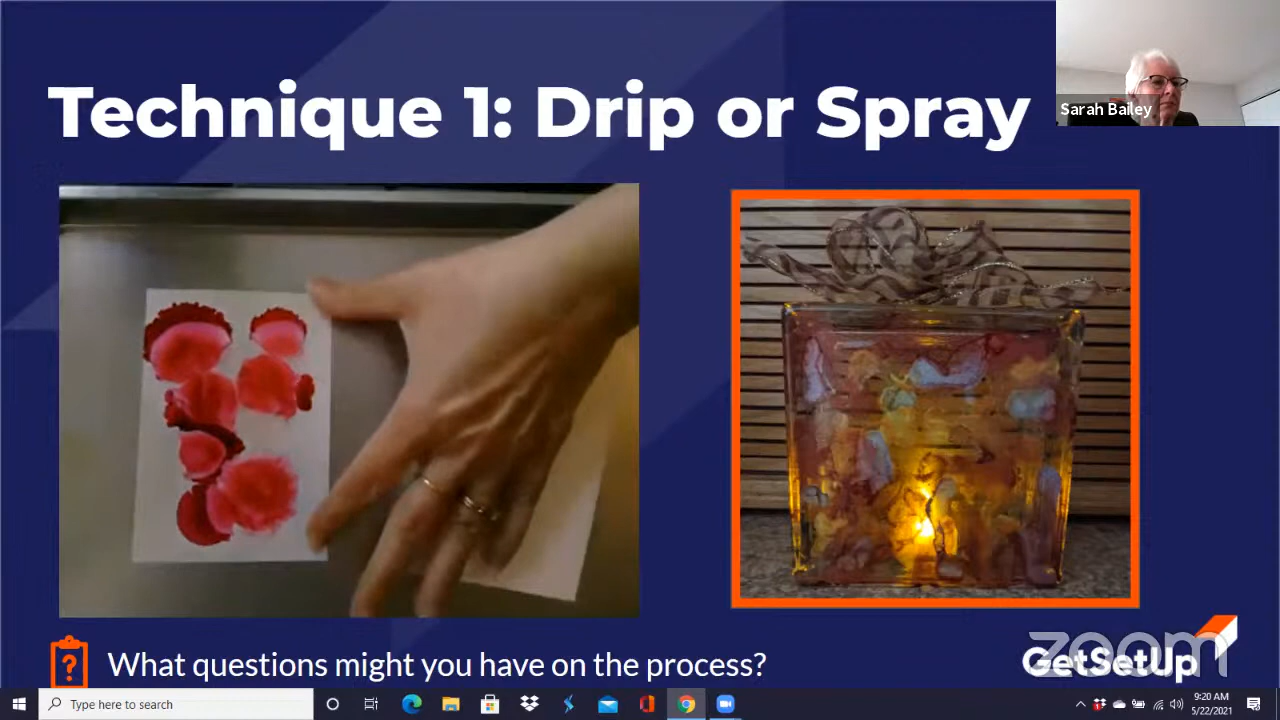 Technique 1: Drip or Spray
Sarah Bailey
What questions might you have on the process?
zoom
GetSetUp
Type here to search
9:20 AM
5/22/2021